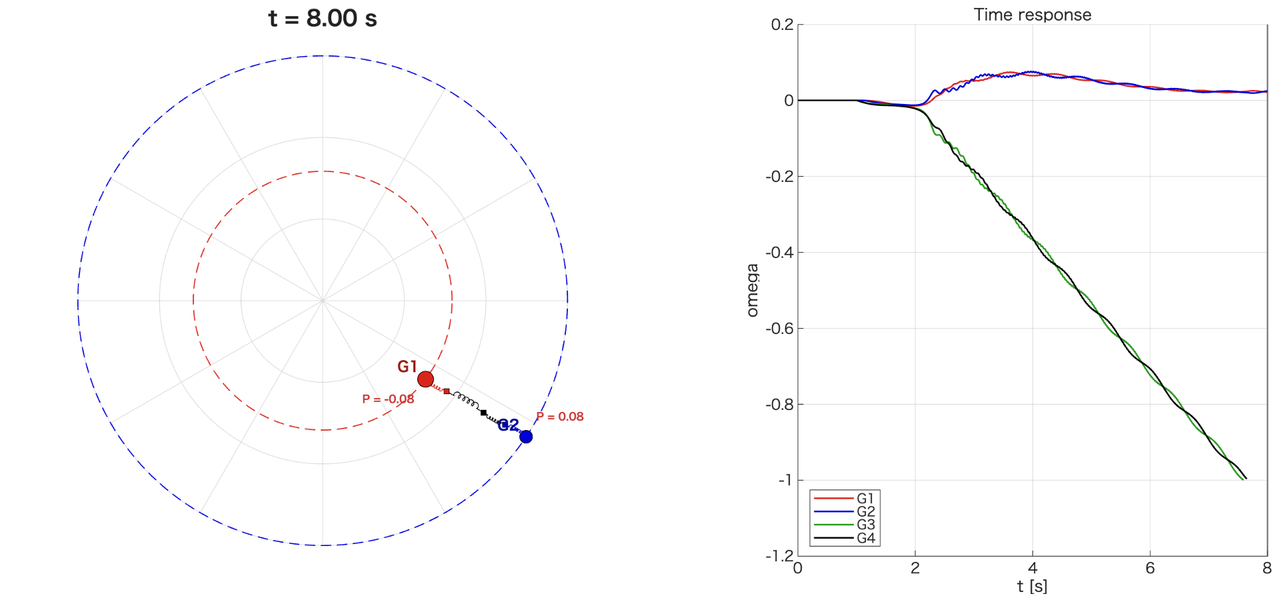 t = 8.00 s
G1
P = -0.08
G2
P = 0.08
Time response
0.2
0
-0.2
-0.4
-0.6
-0.8
-1
-1.2
omega
G1
G2
G3
G4
0 2 4 6 8
t [s]